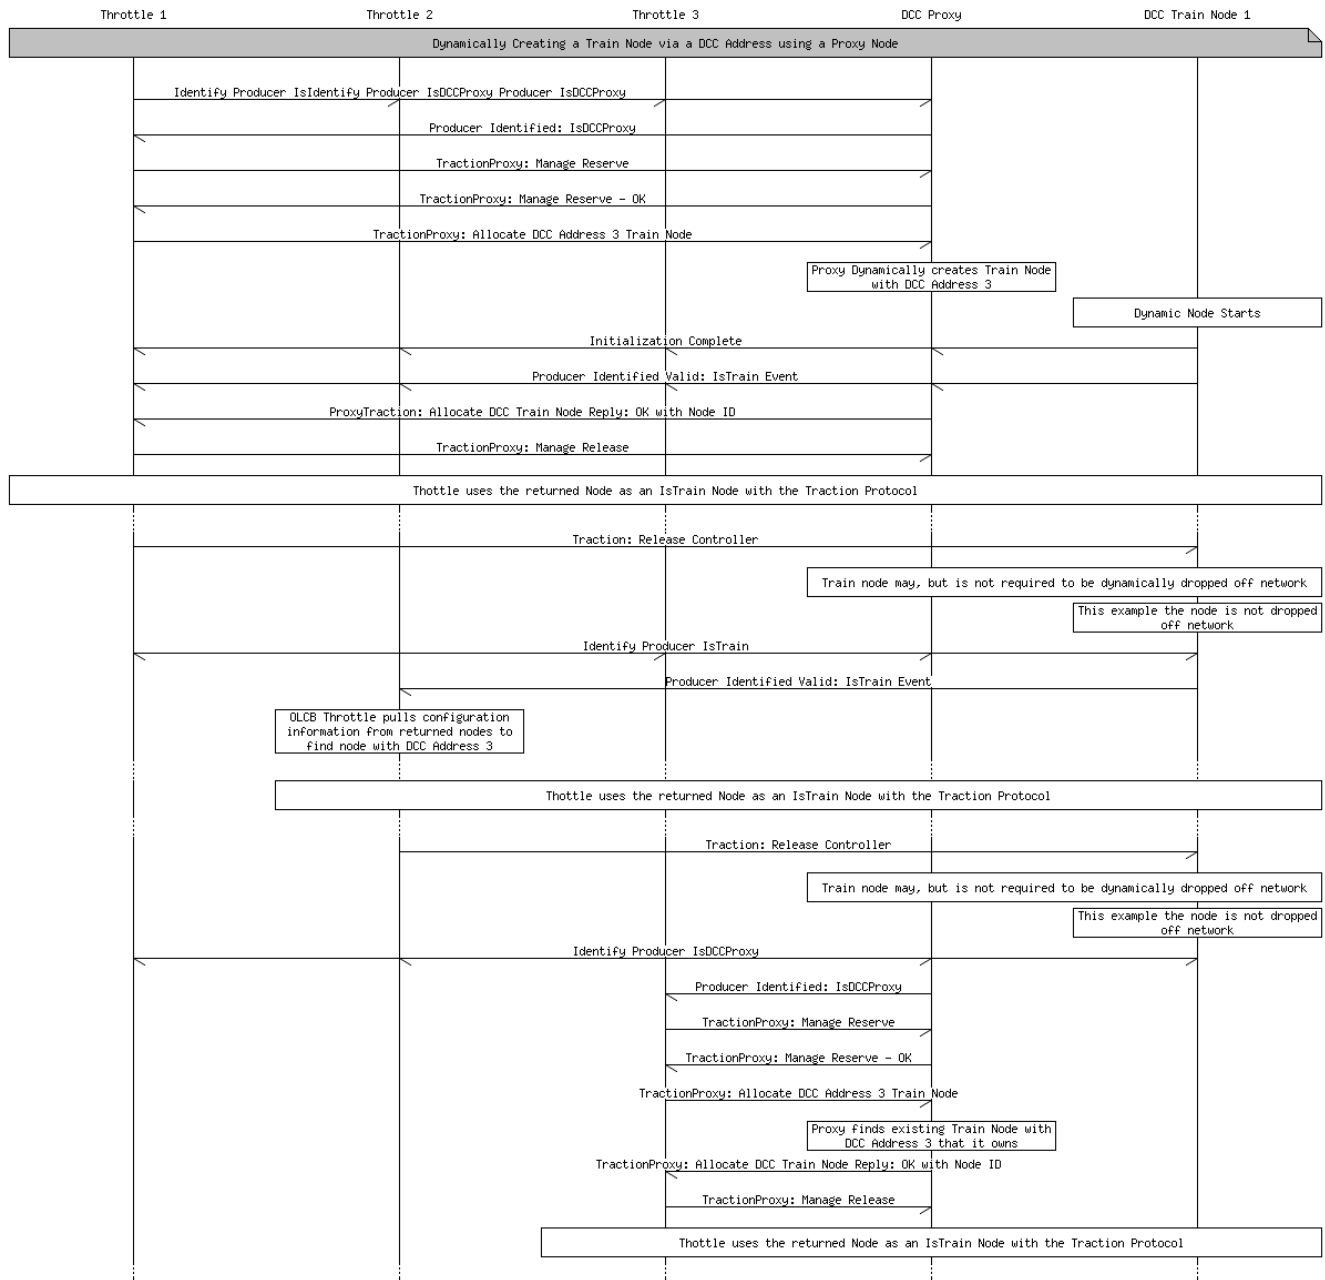 Throttle 1
Throttle 2
Throttle 3
DCC Proxy
DCC Train Node 1
Dynamically Creating a Train Node via a DCC Address using a Proxy Node
Identify Producer IsIdentify Producer IsDCCProxy Producer IsDCCProxy
Producer Identified: IsDCCProxy
TractionProxy: Manage Reserve
TractionProxy: Manage Reserve - OK
TractionProxy: Allocate DCC Address 3 Train Node
Proxy Dynamically creates Train Node
with DCC Address 3
Dynamic Node Starts
Initialization Complete
Producer Identified Valid: IsTrain Event
ProxyTraction: Allocate DCC Train Node Reply: OK with Node ID
TractionProxy: Manage Release
Thottle uses the returned Node as an IsTrain Node with the Traction Protocol
Traction: Release Controller
Train node may, but is not required to be dynamically dropped off network
This example the node is not dropped
off network
Identify Producer IsTrain
Producer Identified Valid: IsTrain Event
OLCB Throttle pulls configuration
information from returned nodes to
find node with DCC Address 3
Thottle uses the returned Node as an IsTrain Node with the Traction Protocol
Traction: Release Controller
Train node may, but is not required to be dynamically dropped off network
This example the node is not dropped
off network
Identify Producer IsDCCProxy
Producer Identified: IsDCCProxy
TractionProxy: Manage Reserve
TractionProxy: Manage Reserve - OK
TractionProxy: Allocate DCC Address 3 Train Node
Proxy finds existing Train Node with
DCC Address 3 that it owns
TractionProxy: Allocate DCC Train Node Reply: OK with Node ID
TractionProxy: Manage Release
Thottle uses the returned Node as an IsTrain Node with the Traction Protocol